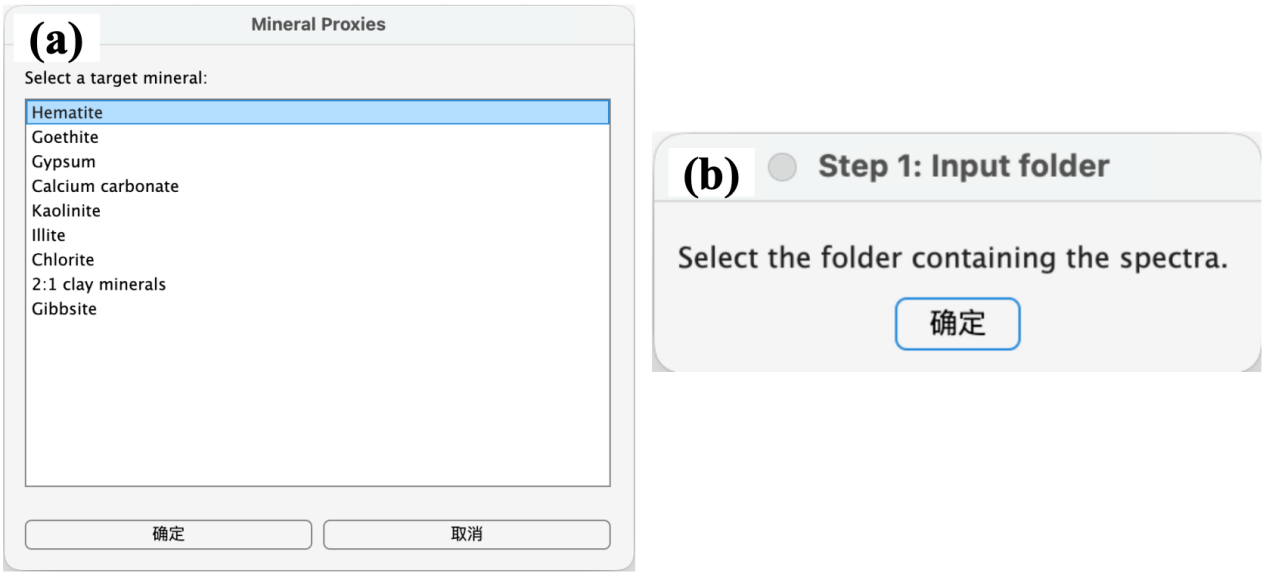 (a)
Mineral Proxies
Select a target mineral:
Hematite
Goethite
Gypsum
Calcium carbonate
Kaolinite
Illite
Chlorite
2:1 clay minerals
Gibbsite
确定
取消
(b)
Step 1: Input folder
Select the folder containing the spectra.
确定